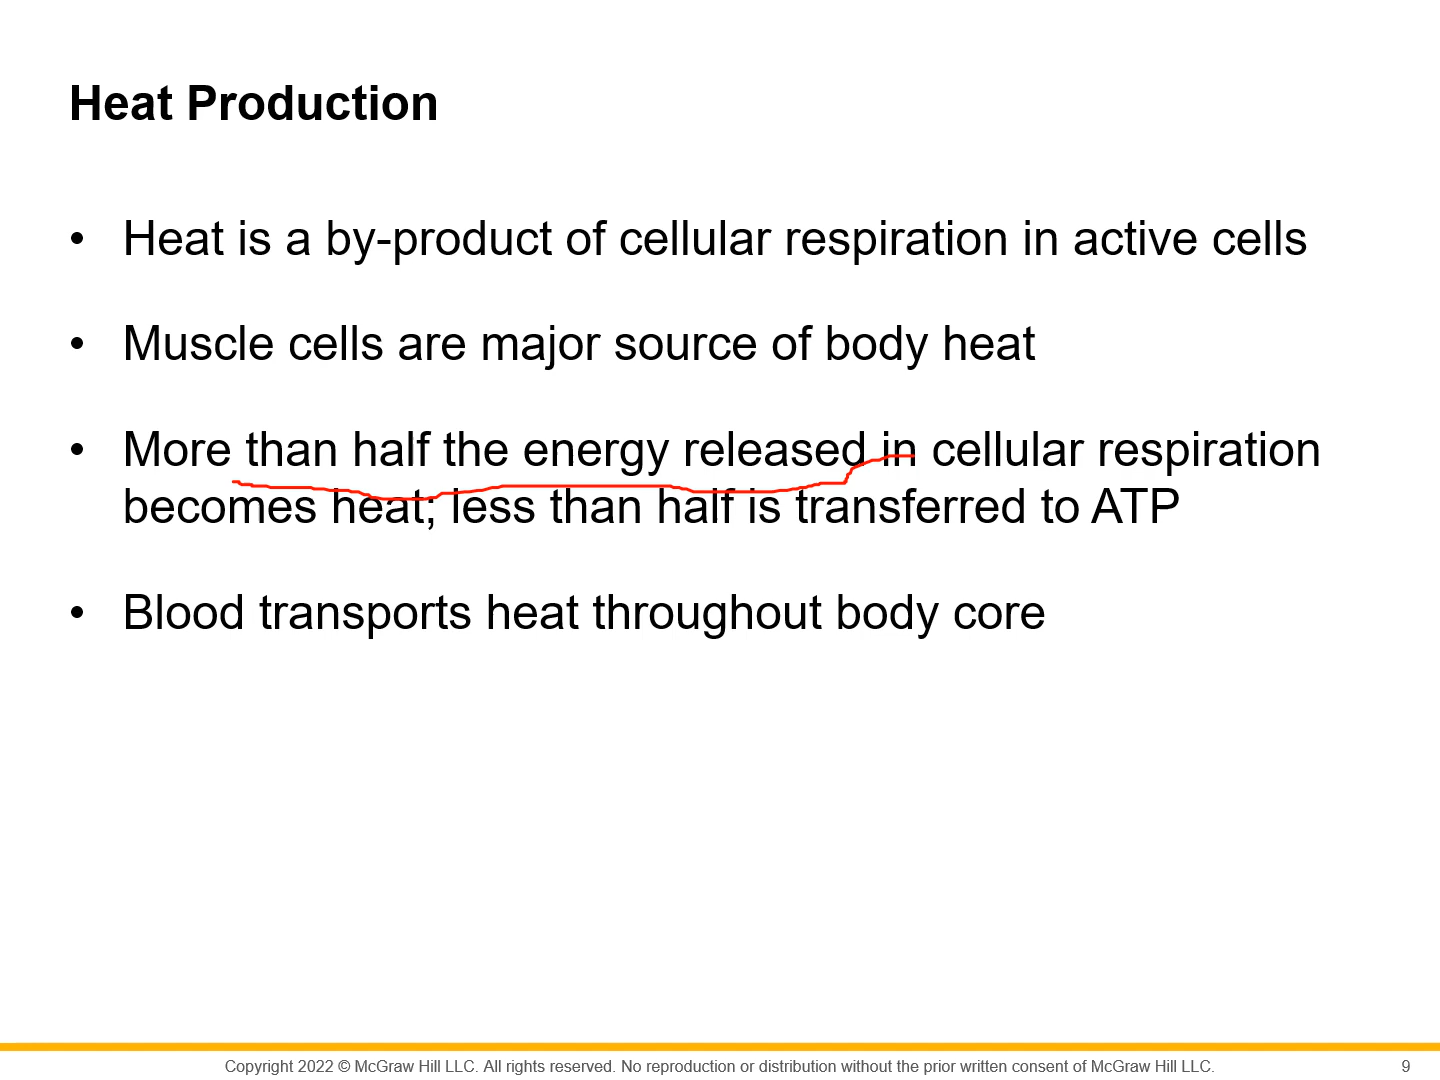 Heat Production
• Heat is a by-product of cellular respiration in active cells
• Muscle cells are major source of body heat
• More than half the energy released in cellular respiration
becomes heat; less than half is transferred to ATP
• Blood transports heat throughout body core
Copyright 2022 © McGraw Hill LLC. All rights reserved. No reproduction or distribution without the prior written consent of McGraw Hill LLC.
9